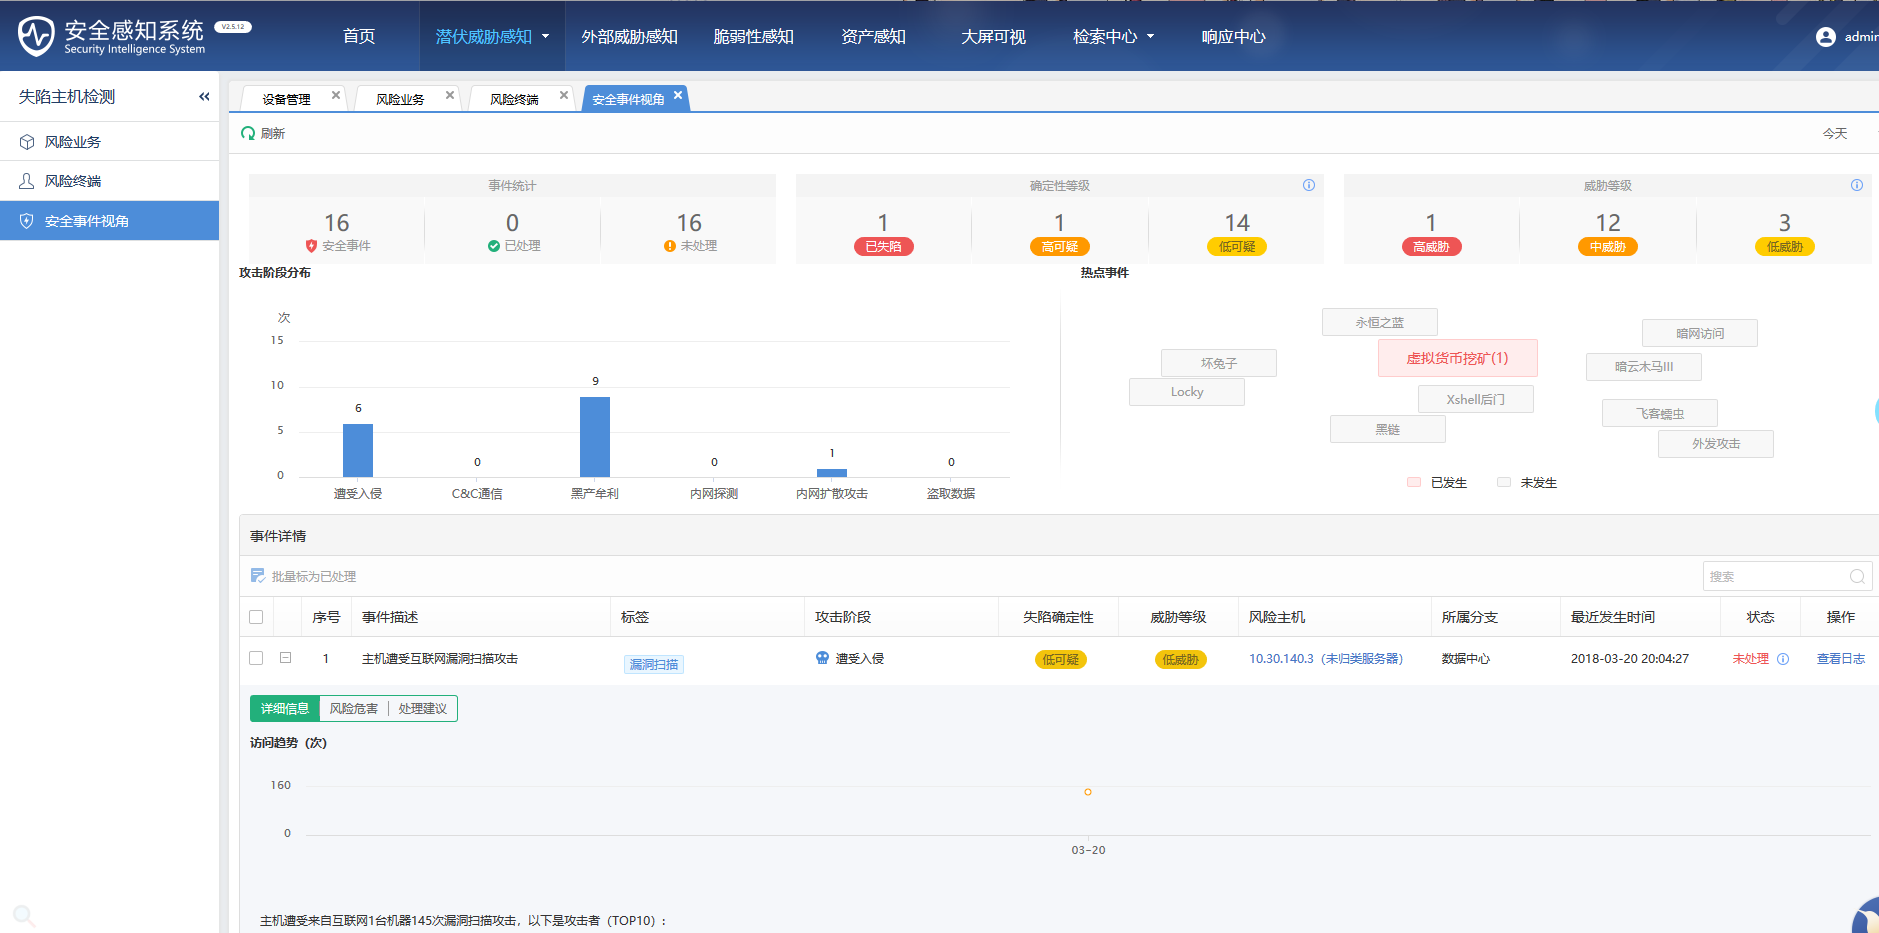 安全感知系统 V2.5.12
Security Intelligence System
首页 潜伏威胁感知 外部威胁感知 脆弱性感知 资产感知 大屏可视 检索中心 响应中心
失陷主机检测
风险业务
风险终端
安全事件视角
设备管理 风险业务 风险终端 安全事件视角
刷新
今天
事件统计
16 0 16
安全事件 已处理 未处理
确定性等级
1 1 14
已失陷 高可疑 低可疑
威胁等级
1 12 3
高威胁 中威胁 低威胁
攻击阶段分布
次
15
10
5
0
6 0 9 0 1 0
遭受入侵 C&C通信 黑产牟利 内网探测 内网扩散攻击 盗取数据
热点事件
永恒之蓝
暗网访问
虚拟货币挖矿(1)
坏兔子
暗云木马III
Locky
Xshell后门
飞客蠕虫
黑链
外发攻击
已发生 未发生
事件详情
批量标为已处理
搜索
序号 事件描述 标签 攻击阶段 失陷确定性 威胁等级 风险主机 所属分支 最近发生时间 状态 操作
1 主机遭受互联网漏洞扫描攻击 漏洞扫描 遭受入侵 低可疑 低威胁 10.30.140.3（未归类服务器） 数据中心 2018-03-20 20:04:27 未处理 查看日志
详细信息 风险危害 处理建议
访问趋势（次）
160
0
03-20
主机遭受来自互联网1台机器145次漏洞扫描攻击，以下是攻击者（TOP10）：